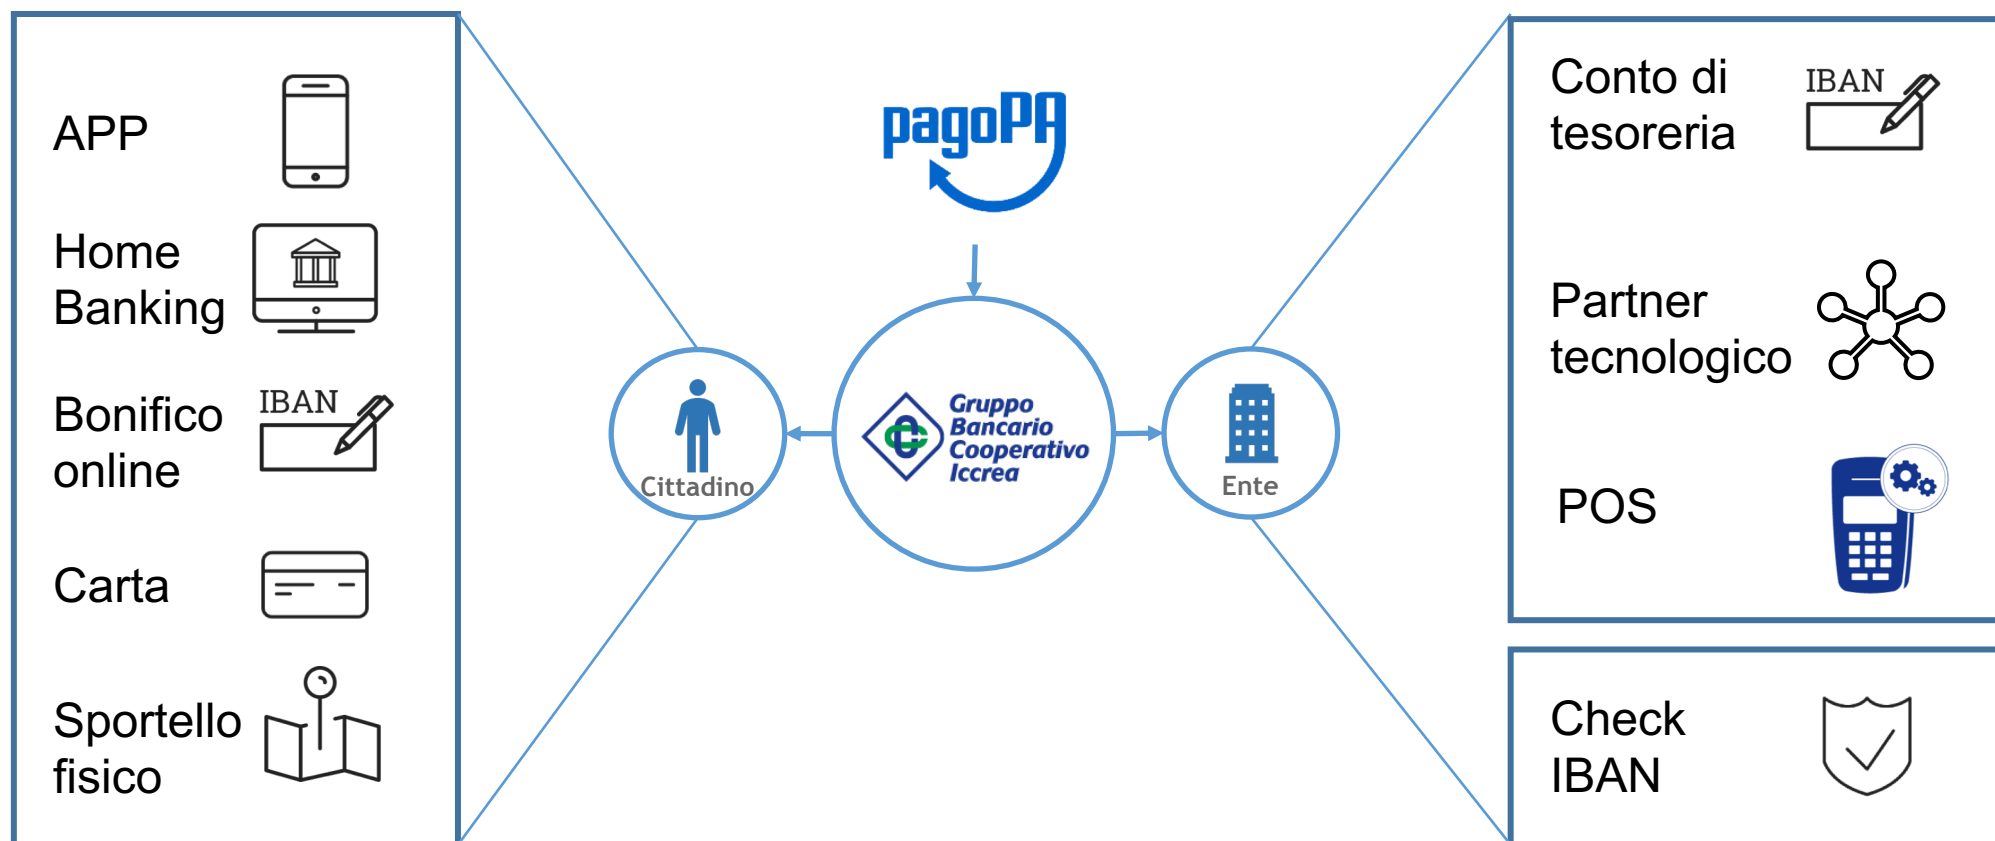 APP
Home
Banking
Bonifico
online
IBAN
Carta
Sportello
fisico
pagoPA
Cittadino
Gruppo
Bancario
Cooperativo
Iccrea
Ente
Conto di
tesoreria
IBAN
Partner
tecnologico
POS
Check
IBAN